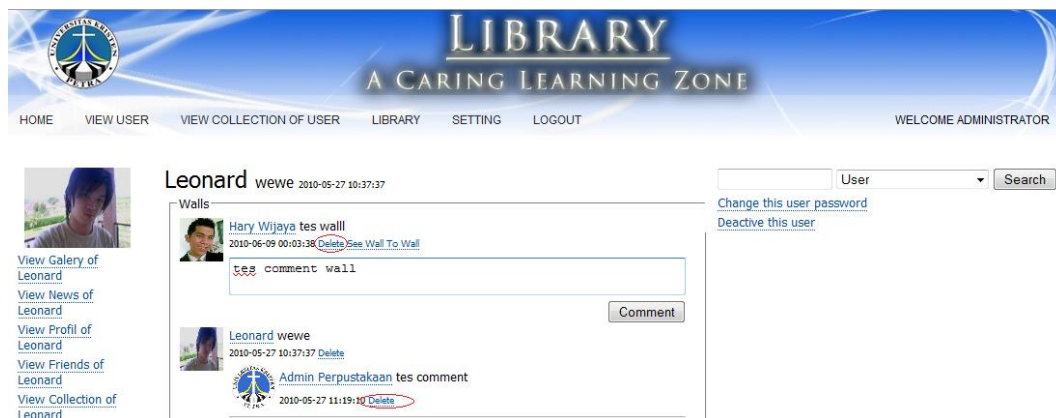 UNIVERSITAS KRISTEN
PETRA
LIBRARY
A CARING LEARNING ZONE
HOME VIEW USER VIEW COLLECTION OF USER LIBRARY SETTING LOGOUT WELCOME ADMINISTRATOR
Leonard wewe 2010-05-27 10:37:37
User Search
Change this user password
Deactive this user
Walls
Hary Wijaya tes walll
2010-06-09 00:03:38 Delete See Wall To Wall
tes comment wall
Comment
Leonard wewe
2010-05-27 10:37:37 Delete
Admin Perpustakaan tes comment
2010-05-27 11:19:10 Delete
View Galery of
Leonard
View News of
Leonard
View Profil of
Leonard
View Friends of
Leonard
View Collection of
Leonard